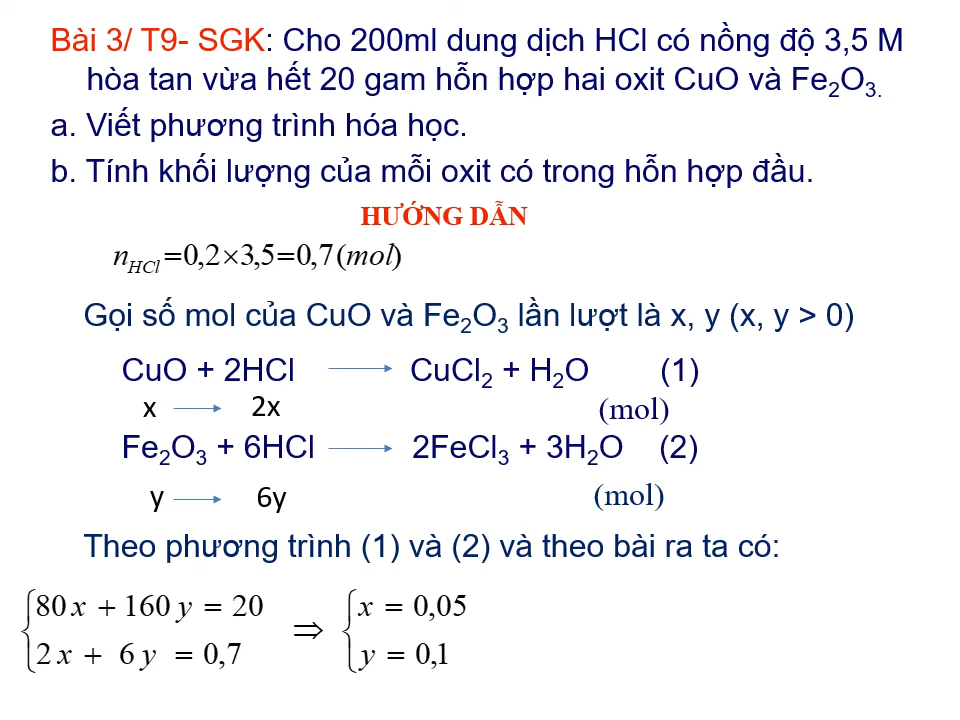 Bài 3/ T9- SGK: Cho 200ml dung dịch HCl có nồng độ 3,5 M
hòa tan vừa hết 20 gam hỗn hợp hai oxit CuO và Fe₂O₃.
a. Viết phương trình hóa học.
b. Tính khối lượng của mỗi oxit có trong hỗn hợp đầu.
HƯỚNG DẪN
n_HCl = 0,2×3,5=0,7(mol)
Gọi số mol của CuO và Fe₂O₃ lần lượt là x, y (x, y > 0)
CuO + 2HCl → CuCl₂ + H₂O (1)
x → 2x (mol)
Fe₂O₃ + 6HCl → 2FeCl₃ + 3H₂O (2)
y → 6y (mol)
Theo phương trình (1) và (2) và theo bài ra ta có:
{80x + 160y = 20 ⇒ {x = 0,05
{2x + 6y = 0,7 {y = 0,1